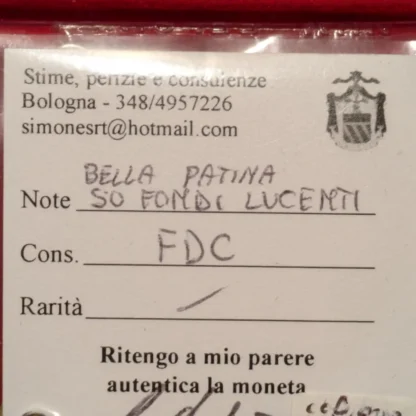 Stime, perizie e consulenze
Bologna - 348/4957226
simonesrt@hotmail.com
BELLA PATINA
Note SO FONDI LUCENTI
Cons. FDC
Rarità /
Ritengo a mio parere
autentica la moneta